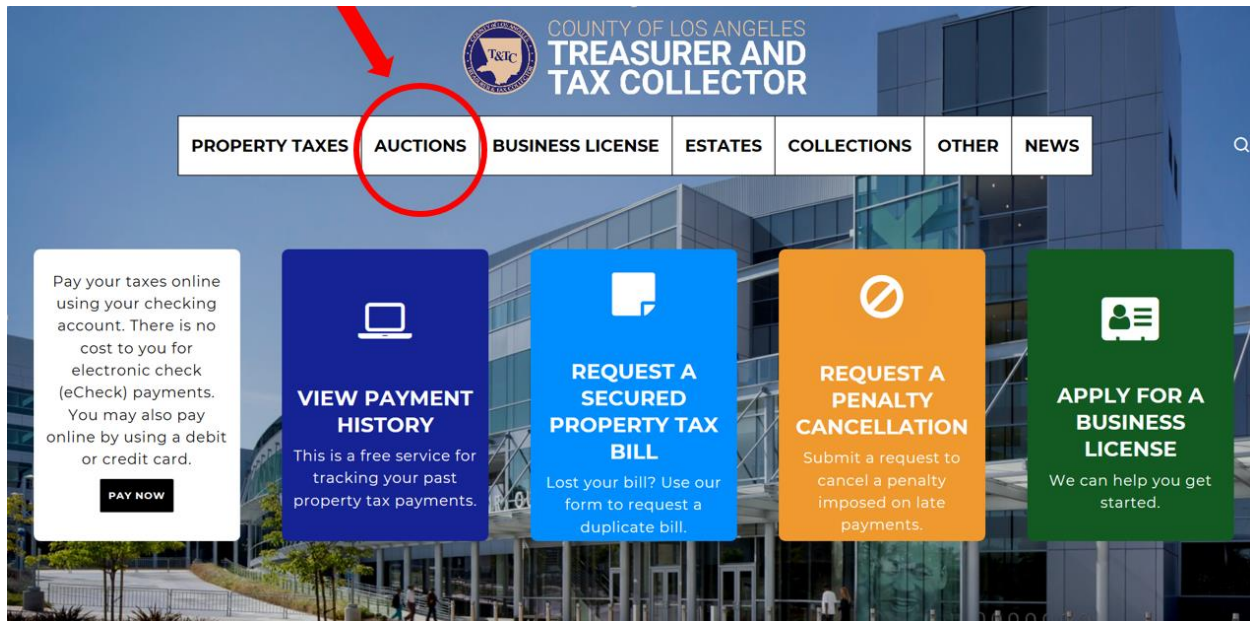 COUNTY OF LOS ANGELES
TREASURER AND
TAX COLLECTOR
T&TC
PROPERTY TAXES AUCTIONS BUSINESS LICENSE ESTATES COLLECTIONS OTHER NEWS
Pay your taxes online
using your checking
account. There is no
cost to you for
electronic check
(eCheck) payments.
You may also pay
online by using a debit
or credit card.
PAY NOW
VIEW PAYMENT
HISTORY
This is a free service for
tracking your past
property tax payments.
REQUEST A
SECURED
PROPERTY TAX
BILL
Lost your bill? Use our
form to request a
duplicate bill.
REQUEST A
PENALTY
CANCELLATION
Submit a request to
cancel a penalty
imposed on late
payments.
APPLY FOR A
BUSINESS
LICENSE
We can help you get
started.